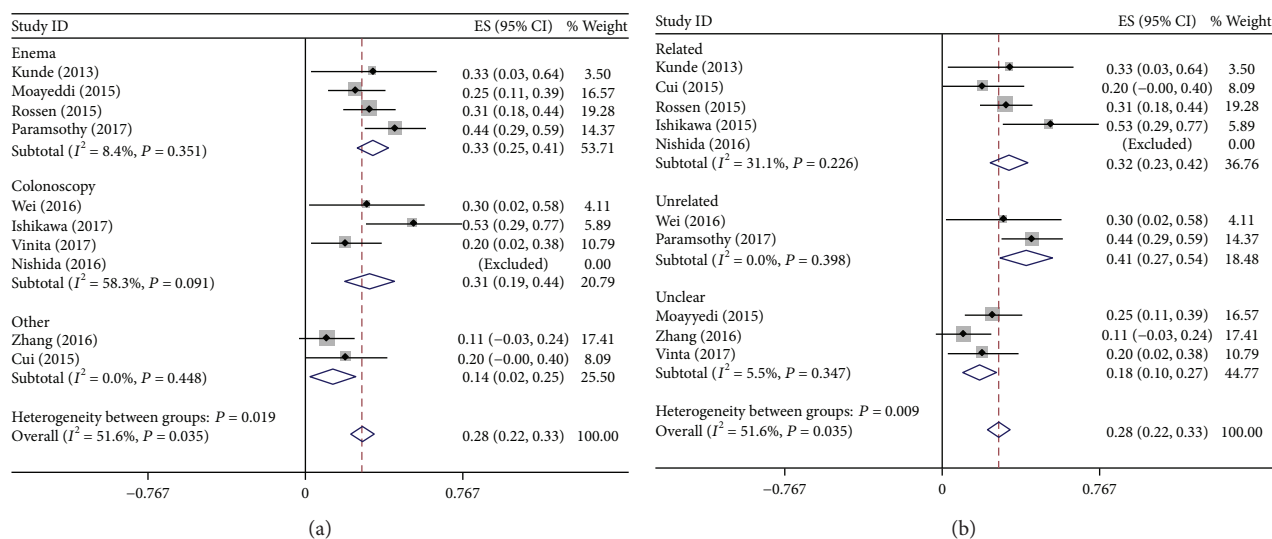 Study ID ES (95% CI) % Weight
Enema
Kunde (2013) 0.33 (0.03, 0.64) 3.50
Moayeddi (2015) 0.25 (0.11, 0.39) 16.57
Rossen (2015) 0.31 (0.18, 0.44) 19.28
Paramsothy (2017) 0.44 (0.29, 0.59) 14.37
Subtotal (I² = 8.4%, P = 0.351) 0.33 (0.25, 0.41) 53.71
Colonoscopy
Wei (2016) 0.30 (0.02, 0.58) 4.11
Ishikawa (2017) 0.53 (0.29, 0.77) 5.89
Vinita (2017) 0.20 (0.02, 0.38) 10.79
Nishida (2016) (Excluded) 0.00
Subtotal (I² = 58.3%, P = 0.091) 0.31 (0.19, 0.44) 20.79
Other
Zhang (2016) 0.11 (−0.03, 0.24) 17.41
Cui (2015) 0.20 (−0.00, 0.40) 8.09
Subtotal (I² = 0.0%, P = 0.448) 0.14 (0.02, 0.25) 25.50
Heterogeneity between groups: P = 0.019
Overall (I² = 51.6%, P = 0.035) 0.28 (0.22, 0.33) 100.00
−0.767 0 0.767
(a)
Study ID ES (95% CI) % Weight
Related
Kunde (2013) 0.33 (0.03, 0.64) 3.50
Cui (2015) 0.20 (−0.00, 0.40) 8.09
Rossen (2015) 0.31 (0.18, 0.44) 19.28
Ishikawa (2015) 0.53 (0.29, 0.77) 5.89
Nishida (2016) (Excluded) 0.00
Subtotal (I² = 31.1%, P = 0.226) 0.32 (0.23, 0.42) 36.76
Unrelated
Wei (2016) 0.30 (0.02, 0.58) 4.11
Paramsothy (2017) 0.44 (0.29, 0.59) 14.37
Subtotal (I² = 0.0%, P = 0.398) 0.41 (0.27, 0.54) 18.48
Unclear
Moayyedi (2015) 0.25 (0.11, 0.39) 16.57
Zhang (2016) 0.11 (−0.03, 0.24) 17.41
Vinta (2017) 0.20 (0.02, 0.38) 10.79
Subtotal (I² = 5.5%, P = 0.347) 0.18 (0.10, 0.27) 44.77
Heterogeneity between groups: P = 0.009
Overall (I² = 51.6%, P = 0.035) 0.28 (0.22, 0.33) 100.00
−0.767 0 0.767
(b)